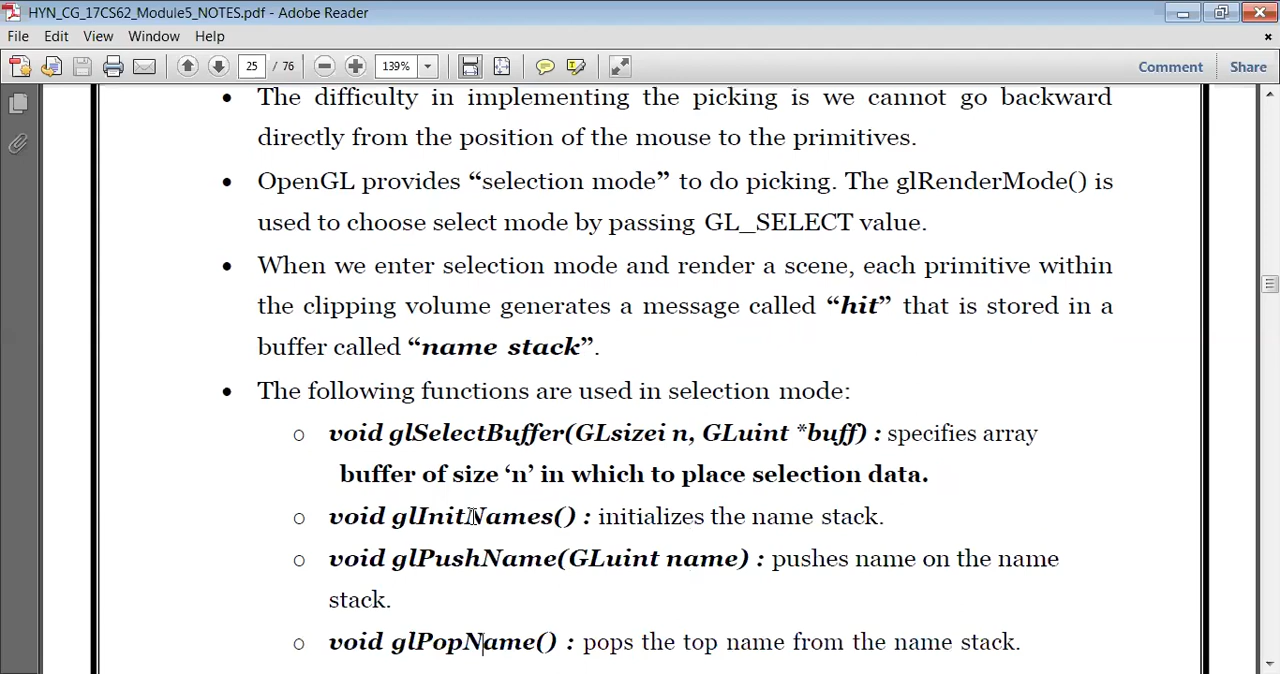 HYN_CG_17CS62_Module5_NOTES.pdf - Adobe Reader
File Edit View Window Help
25 / 76 139% Comment Share
• The difficulty in implementing the picking is we cannot go backward
directly from the position of the mouse to the primitives.
• OpenGL provides “selection mode” to do picking. The glRenderMode() is
used to choose select mode by passing GL_SELECT value.
• When we enter selection mode and render a scene, each primitive within
the clipping volume generates a message called “hit” that is stored in a
buffer called “name stack”.
• The following functions are used in selection mode:
○ void glSelectBuffer(GLsizei n, GLuint *buff) : specifies array
buffer of size ‘n’ in which to place selection data.
○ void glInitNames() : initializes the name stack.
○ void glPushName(GLuint name) : pushes name on the name
stack.
○ void glPopName() : pops the top name from the name stack.